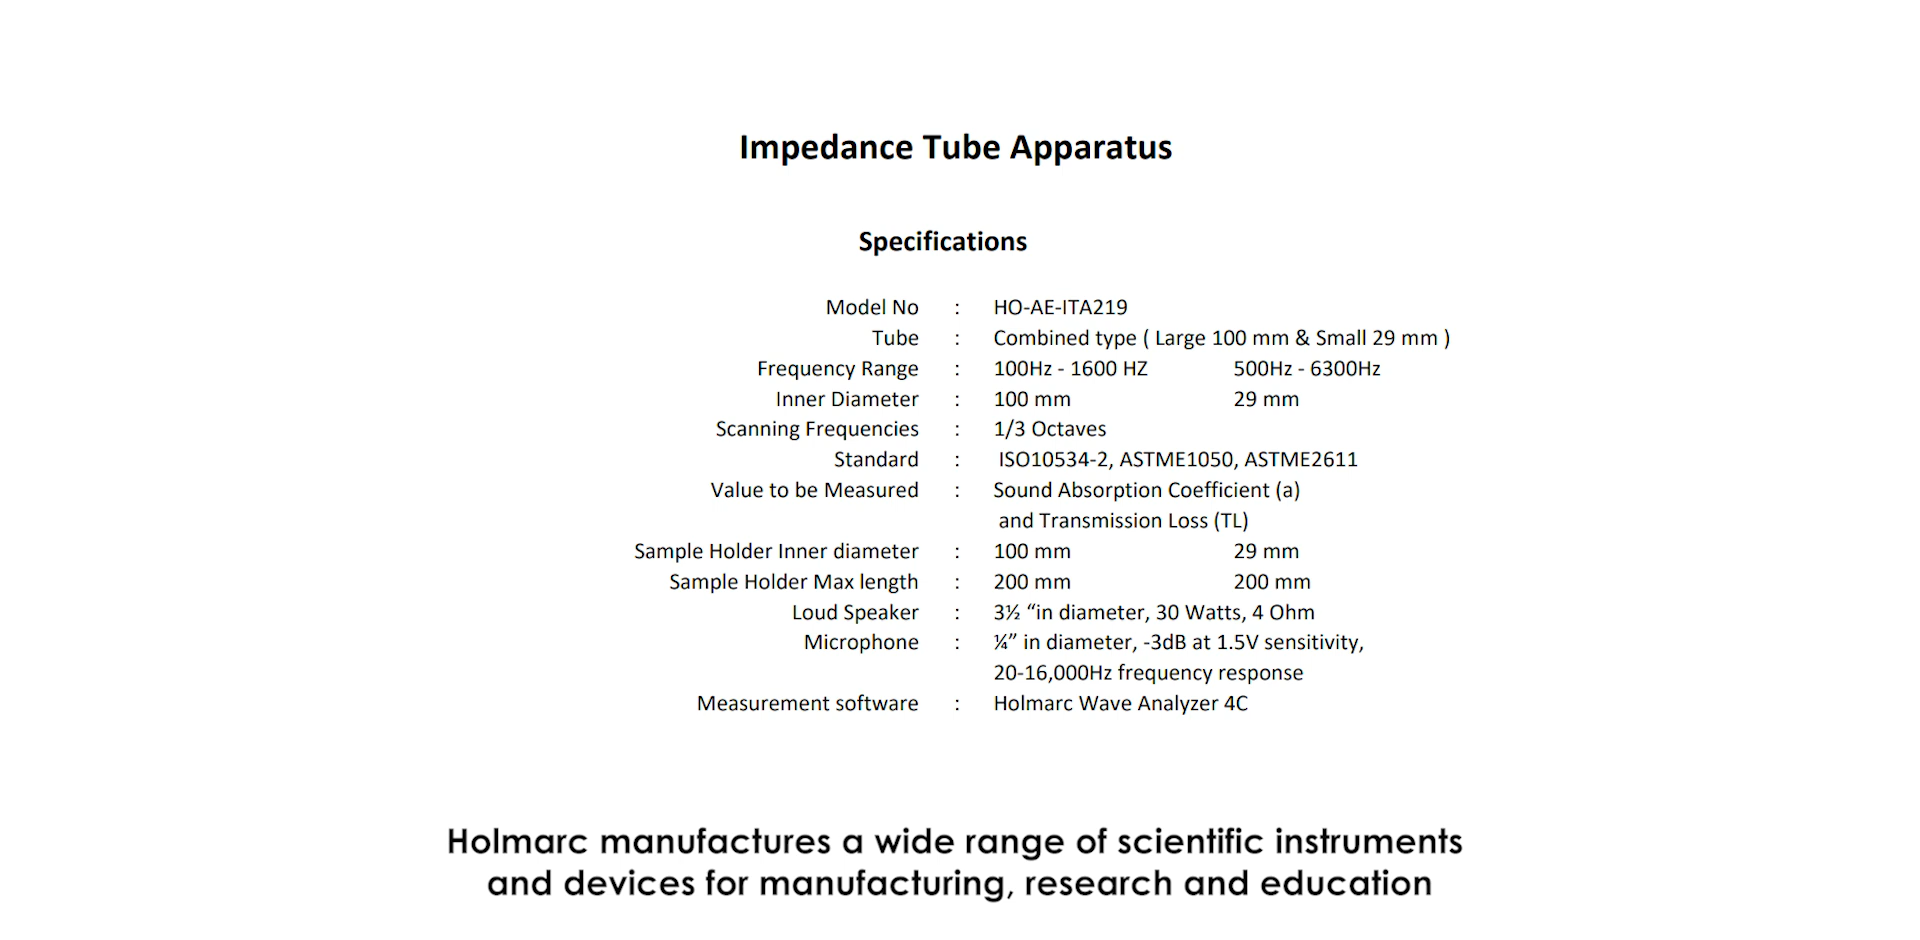 Impedance Tube Apparatus
Specifications
Model No : HO-AE-ITA219
Tube : Combined type ( Large 100 mm & Small 29 mm )
Frequency Range : 100Hz - 1600 HZ 500Hz - 6300Hz
Inner Diameter : 100 mm 29 mm
Scanning Frequencies : 1/3 Octaves
Standard : ISO10534-2, ASTME1050, ASTME2611
Value to be Measured : Sound Absorption Coefficient (a)
and Transmission Loss (TL)
Sample Holder Inner diameter : 100 mm 29 mm
Sample Holder Max length : 200 mm 200 mm
Loud Speaker : 3½ “in diameter, 30 Watts, 4 Ohm
Microphone : ¼” in diameter, -3dB at 1.5V sensitivity,
20-16,000Hz frequency response
Measurement software : Holmarc Wave Analyzer 4C
Holmarc manufactures a wide range of scientific instruments
and devices for manufacturing, research and education